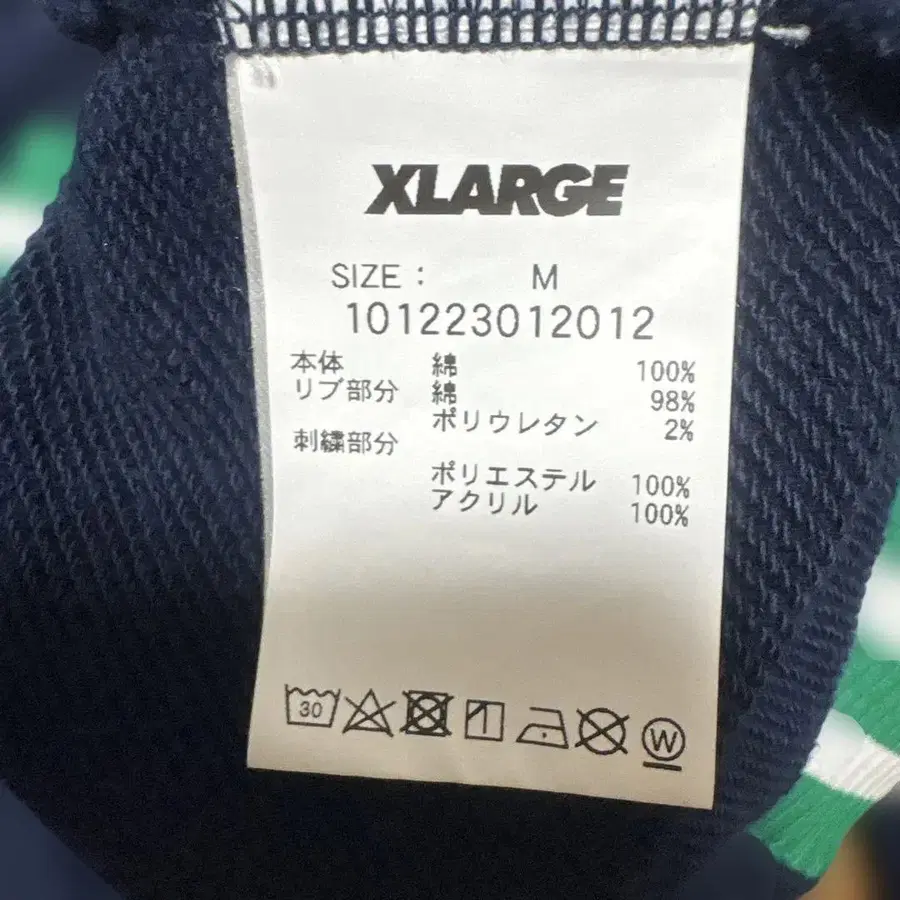 XLARGE
SIZE : M
101223012012
本体 綿 100%
リブ部分 綿 98%
ポリウレタン 2%
刺繍部分
ポリエステル 100%
アクリル 100%
30
W